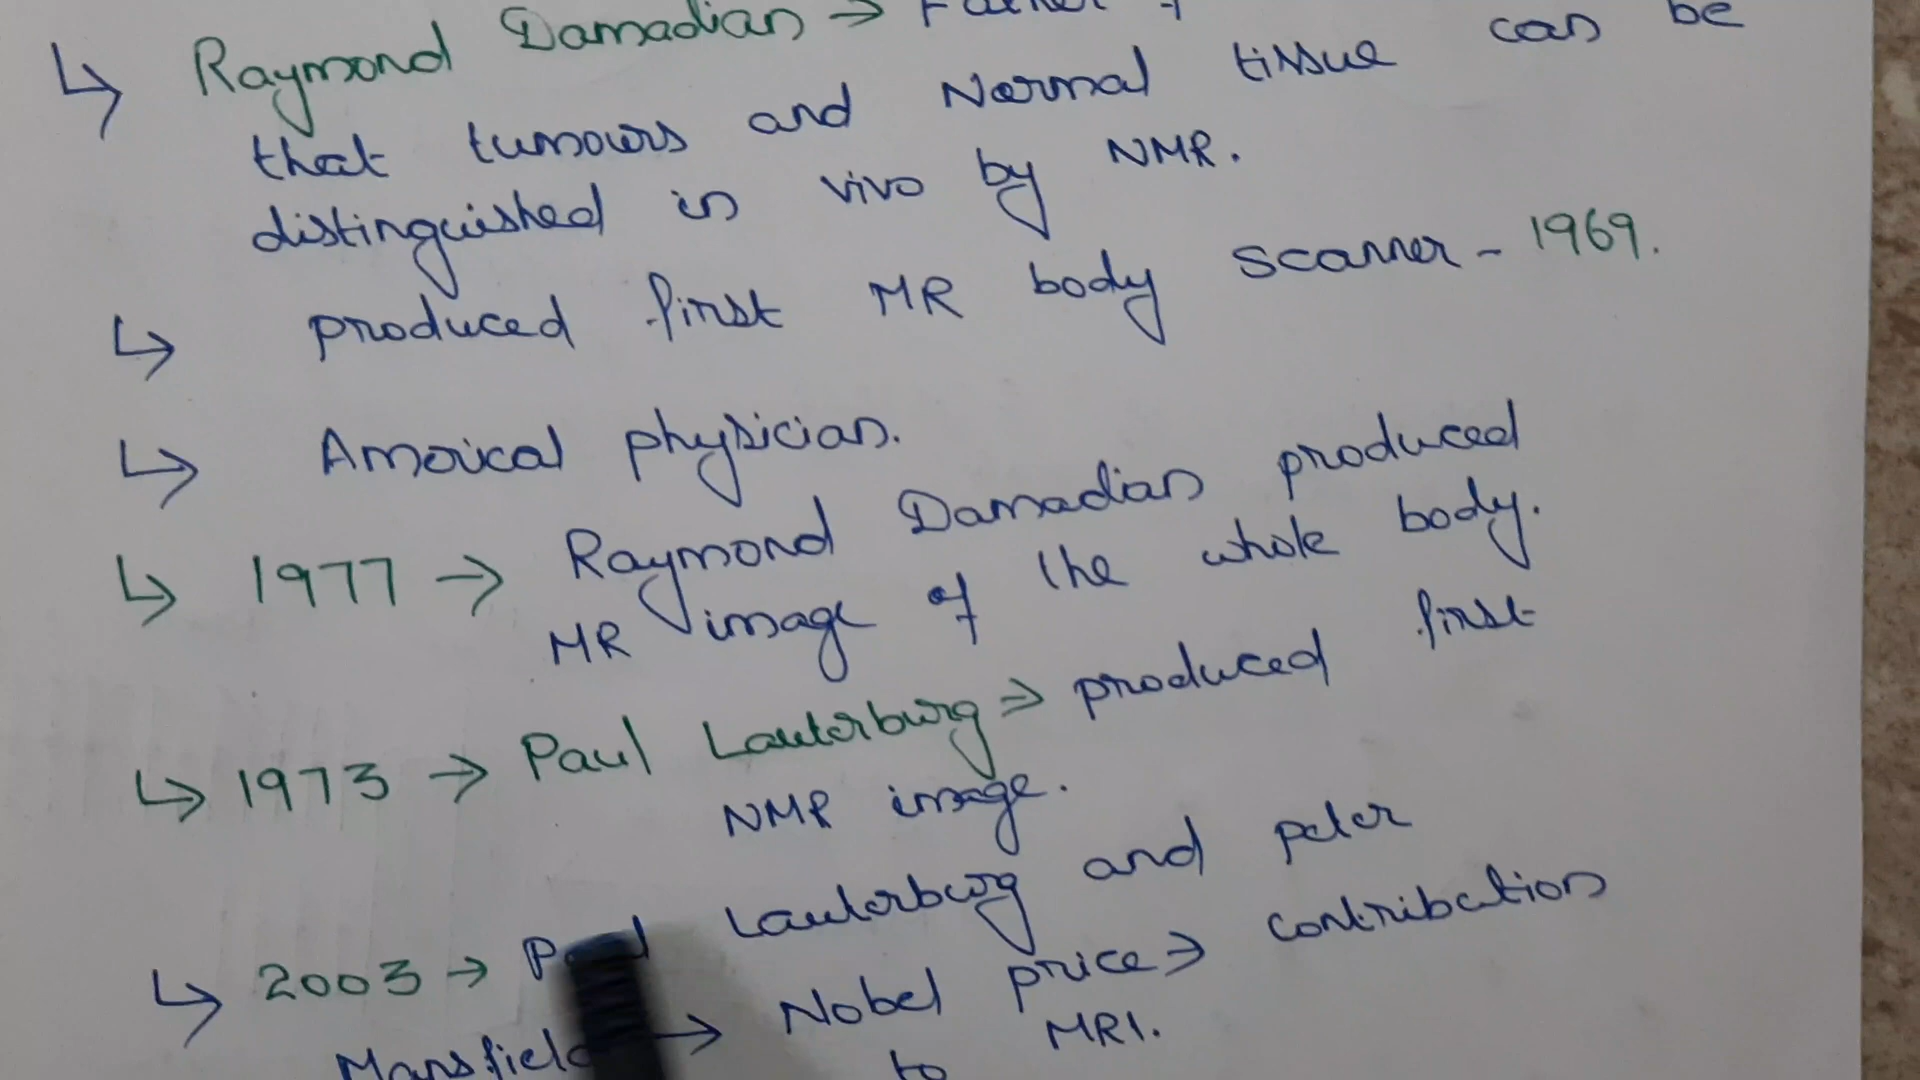 ↳ Raymond Damadian →
that tumours and Normal tissue can be
distinguished in vivo by NMR.
↳ produced first MR body scanner - 1969.
↳ Amorical physician.
↳ 1977 → Raymond Damadian produced
MR image of the whole body.
↳ 1973 → Paul Lauterburg ⇒ produced first
NMR image.
↳ 2003 → Lauterburg and peter
Mansfield → Nobel price → contribution
to MRI.